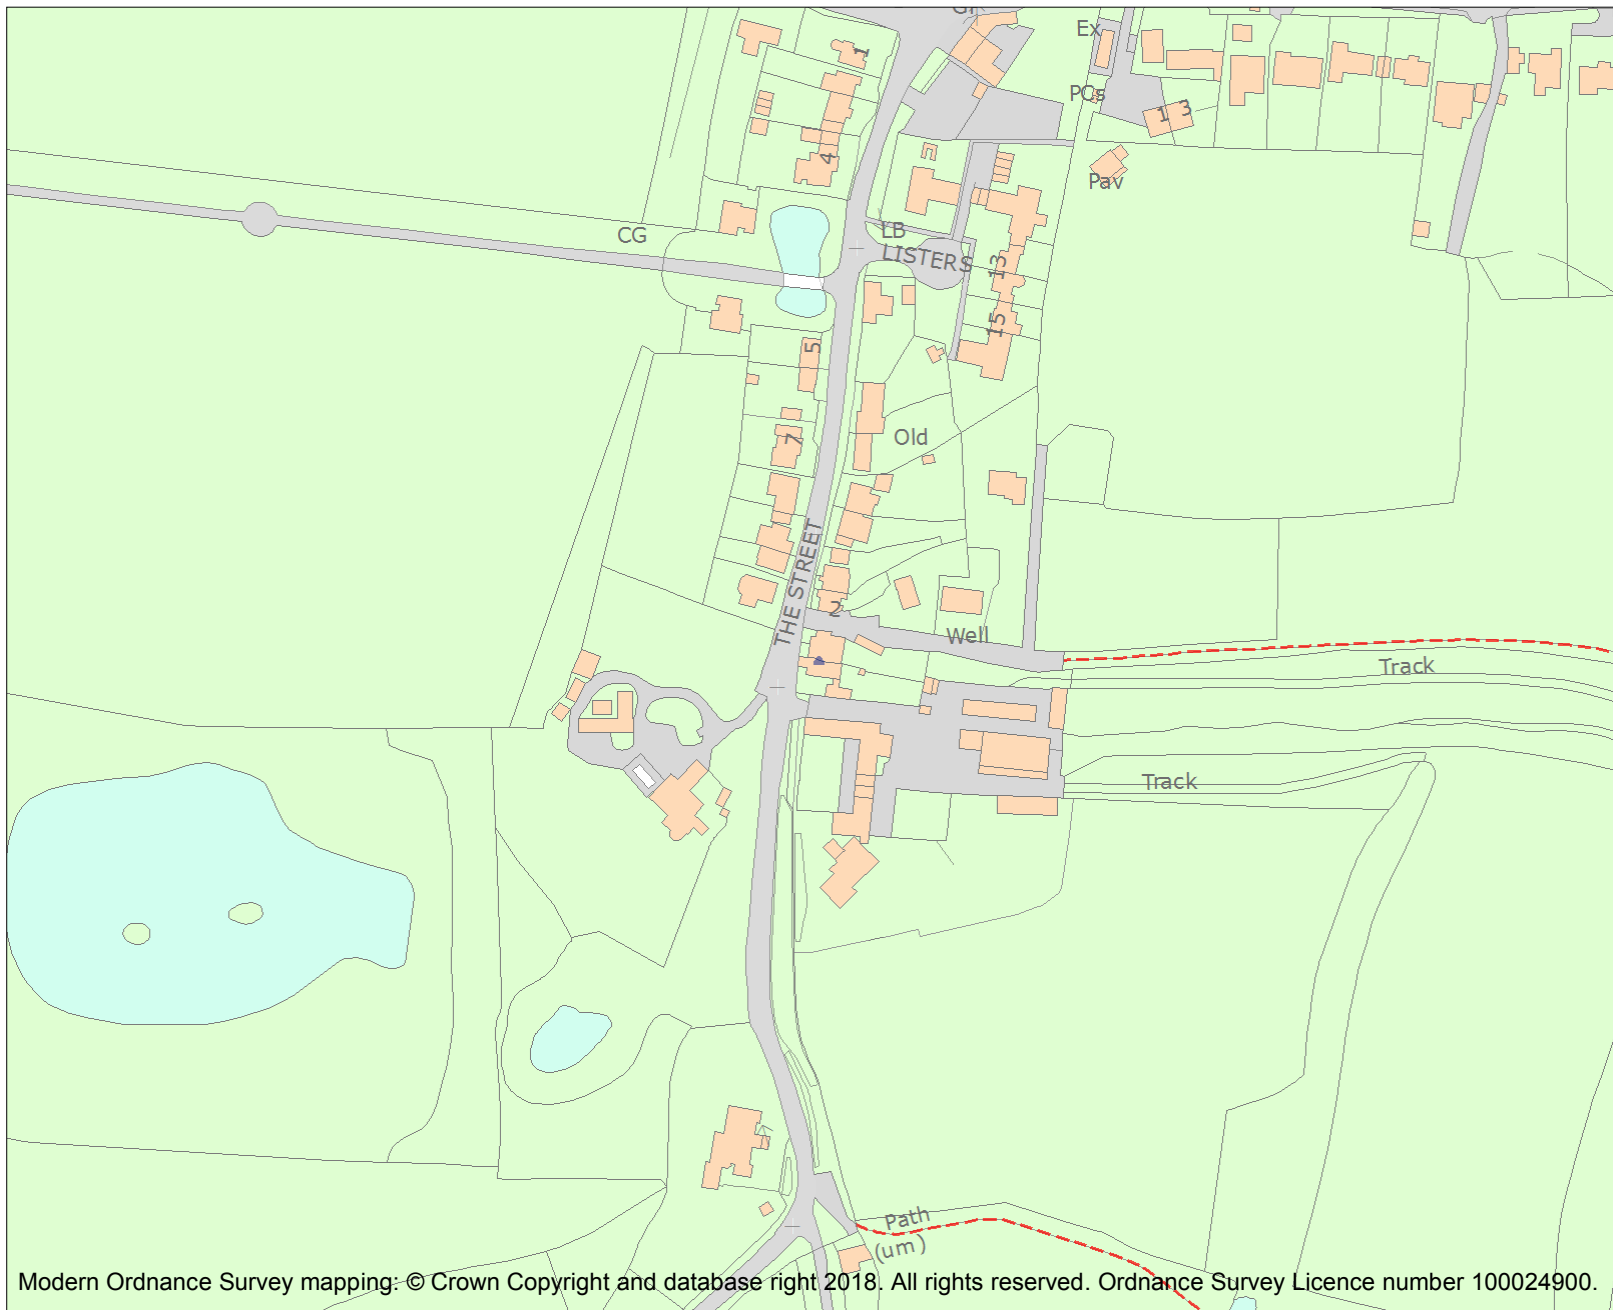 Ex
1
PCs
1 3
4
Pav
CG
LB
LISTERS
13
15
5
7
Old
THE STREET
2
Well
Track
Track
Path
(um)
Modern Ordnance Survey mapping: © Crown Copyright and database right 2018. All rights reserved. Ordnance Survey Licence number 100024900.